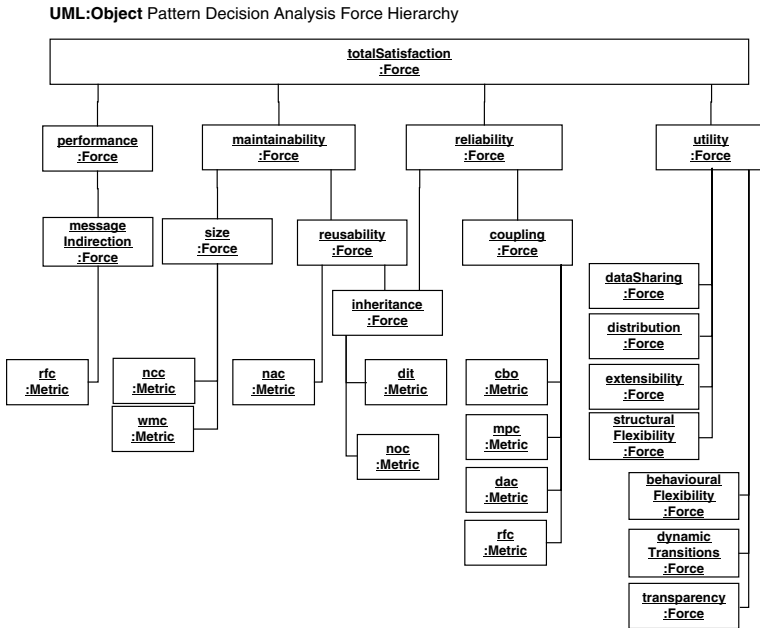 UML:Object Pattern Decision Analysis Force Hierarchy
totalSatisfaction
:Force
performance
:Force
maintainability
:Force
reliability
:Force
utility
:Force
message
Indirection
:Force
size
:Force
reusability
:Force
coupling
:Force
inheritance
:Force
dataSharing
:Force
distribution
:Force
extensibility
:Force
structural
Flexibility
:Force
rfc
:Metric
ncc
:Metric
wmc
:Metric
nac
:Metric
dit
:Metric
noc
:Metric
cbo
:Metric
mpc
:Metric
dac
:Metric
rfc
:Metric
behavioural
Flexibility
:Force
dynamic
Transitions
:Force
transparency
:Force